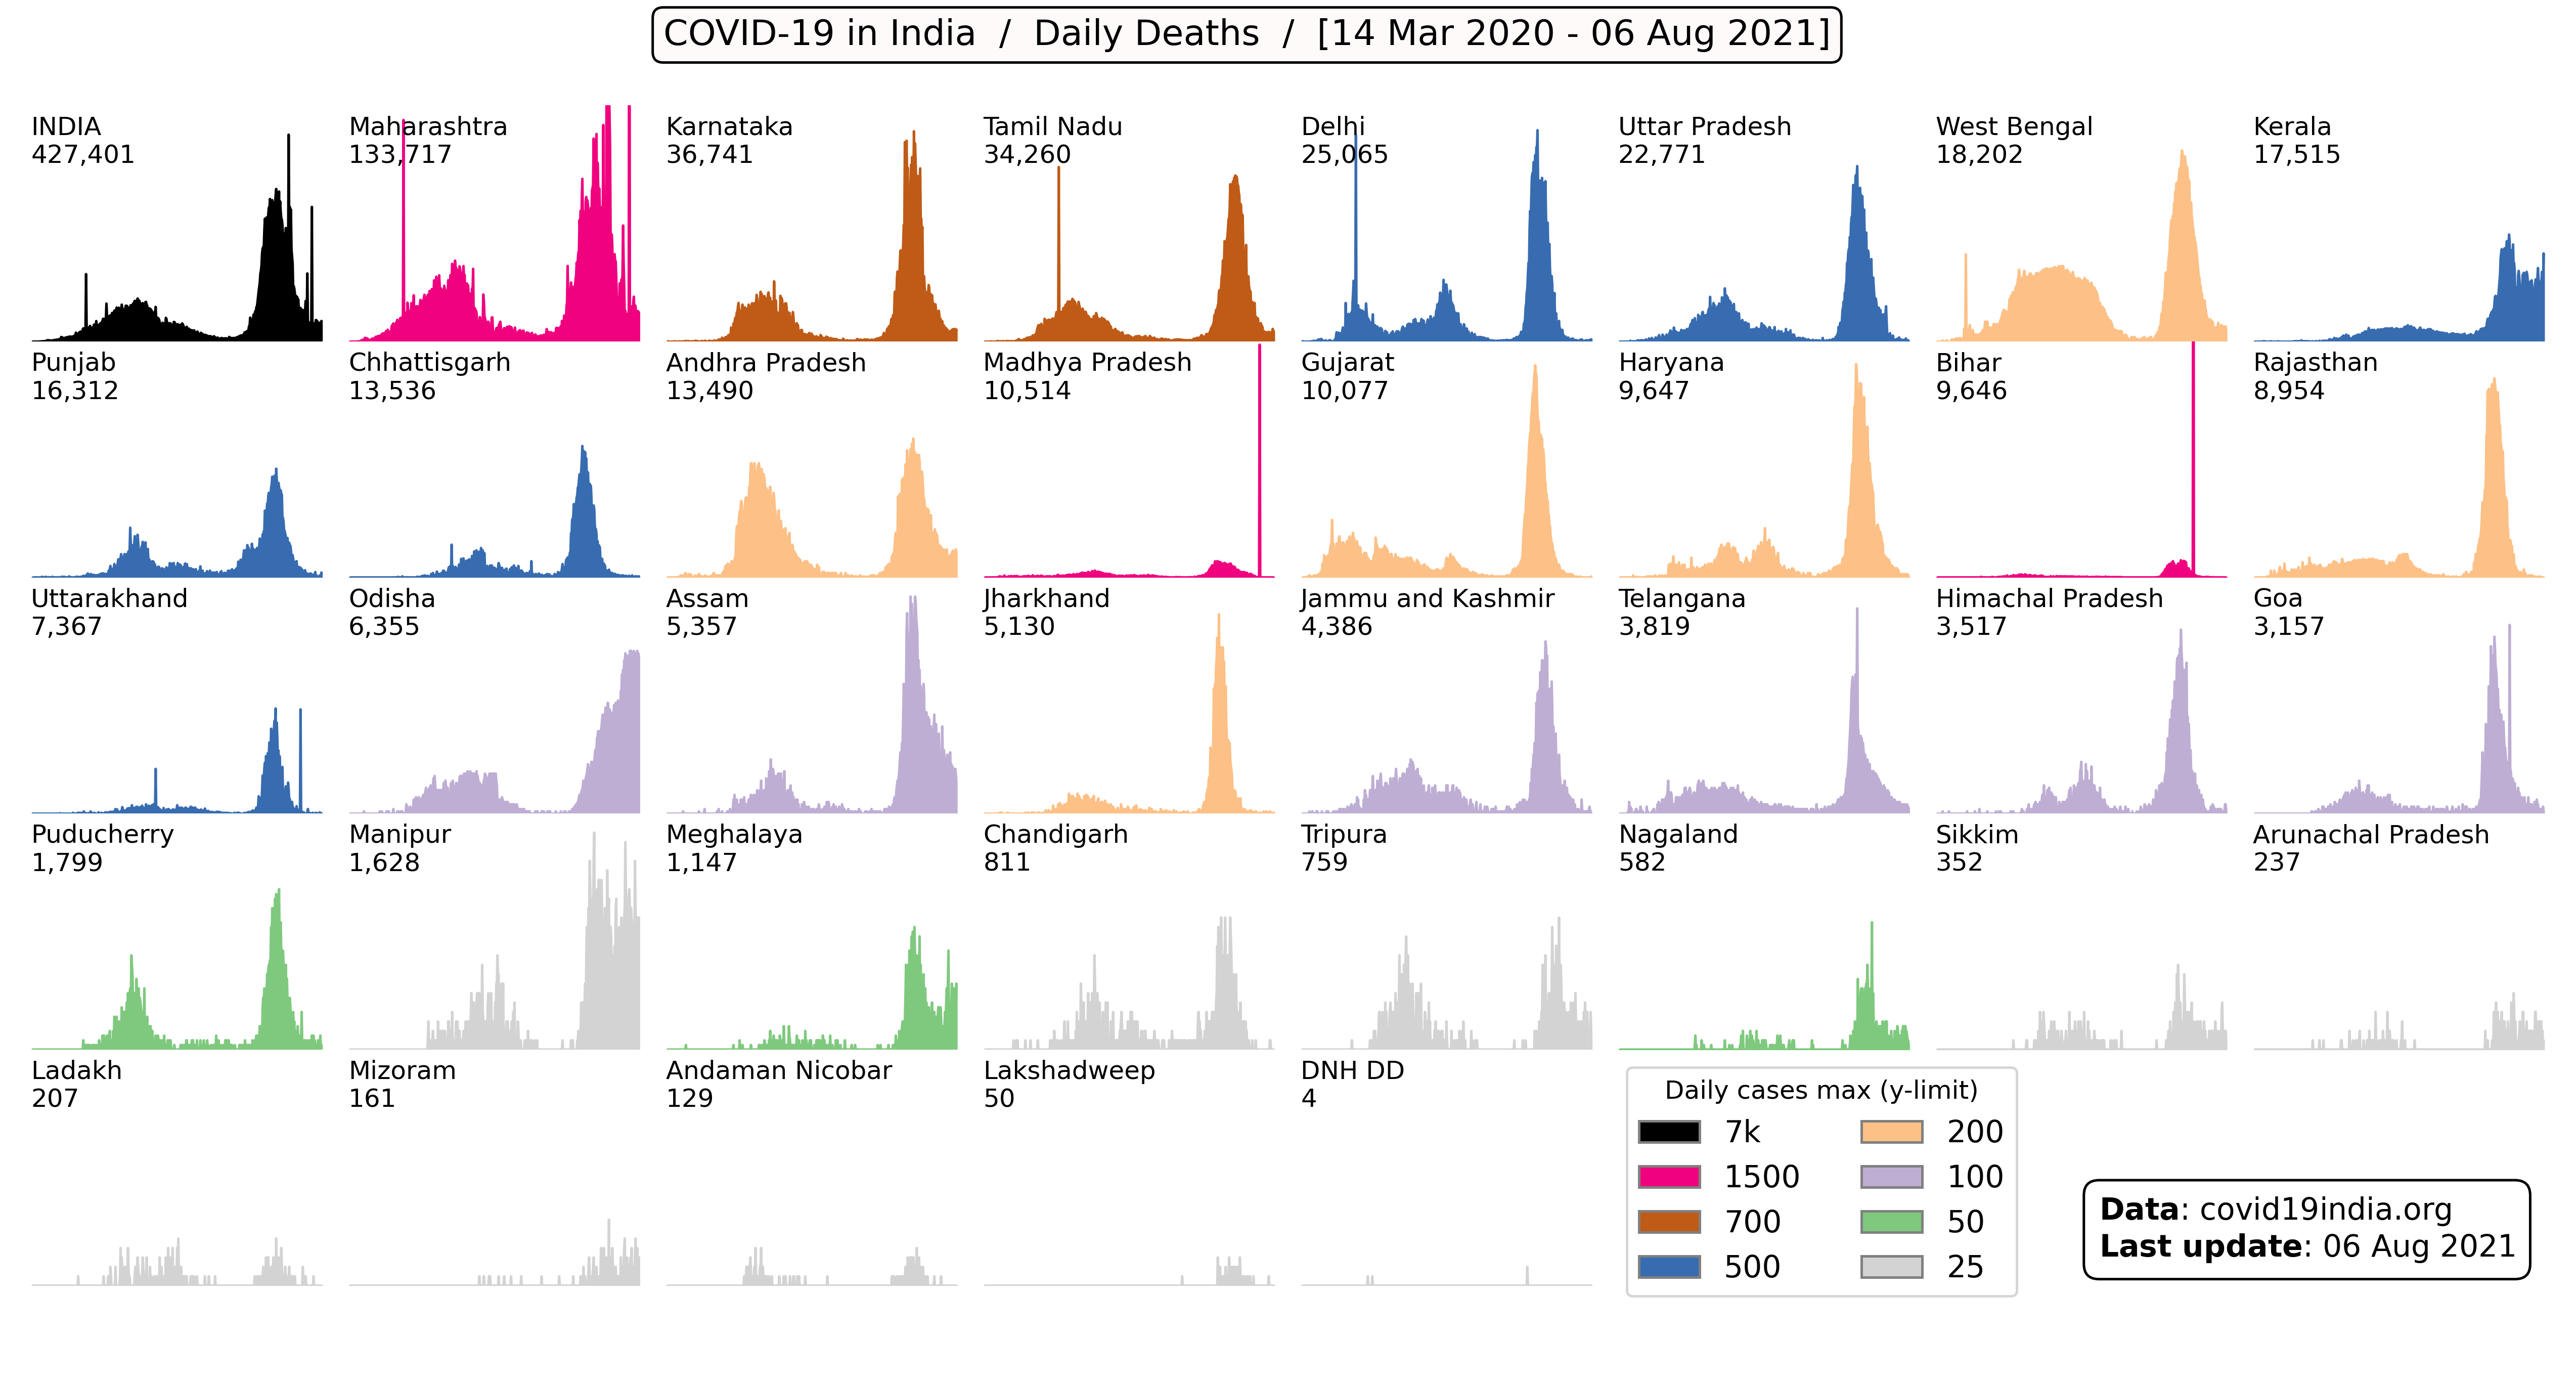 COVID-19 in India / Daily Deaths / [14 Mar 2020 - 06 Aug 2021]
INDIA
427,401
Maharashtra
133,717
Karnataka
36,741
Tamil Nadu
34,260
Delhi
25,065
Uttar Pradesh
22,771
West Bengal
18,202
Kerala
17,515
Punjab
16,312
Chhattisgarh
13,536
Andhra Pradesh
13,490
Madhya Pradesh
10,514
Gujarat
10,077
Haryana
9,647
Bihar
9,646
Rajasthan
8,954
Uttarakhand
7,367
Odisha
6,355
Assam
5,357
Jharkhand
5,130
Jammu and Kashmir
4,386
Telangana
3,819
Himachal Pradesh
3,517
Goa
3,157
Puducherry
1,799
Manipur
1,628
Meghalaya
1,147
Chandigarh
811
Tripura
759
Nagaland
582
Sikkim
352
Arunachal Pradesh
237
Ladakh
207
Mizoram
161
Andaman Nicobar
129
Lakshadweep
50
DNH DD
4
Daily cases max (y-limit)
7k
1500
700
500
200
100
50
25
Data: covid19india.org
Last update: 06 Aug 2021